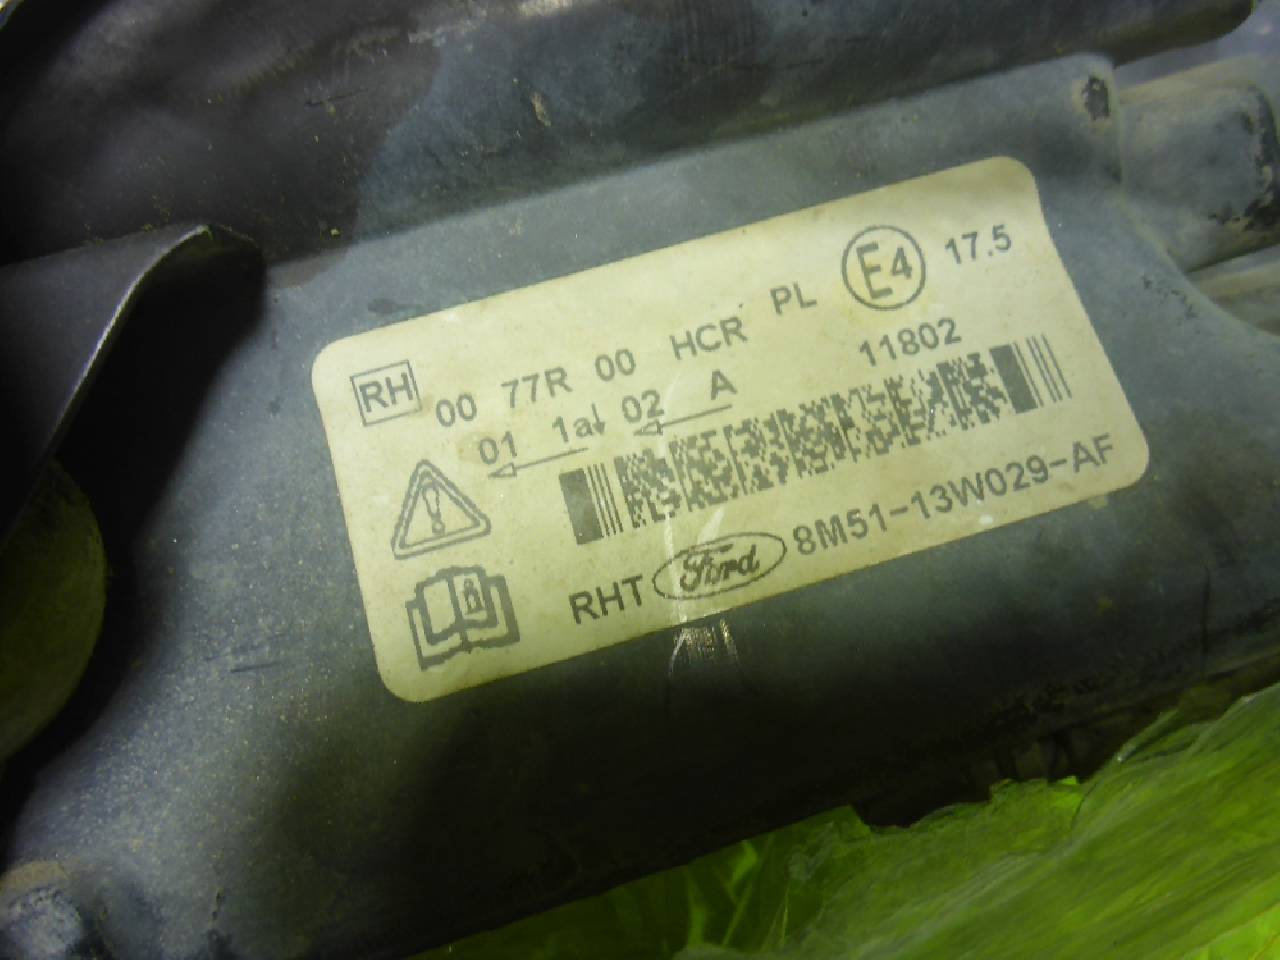 RH 00 77R 00 HCR PL E4 17.5
01 1a 02 A 11802
RHT Ford 8M51-13W029-AF